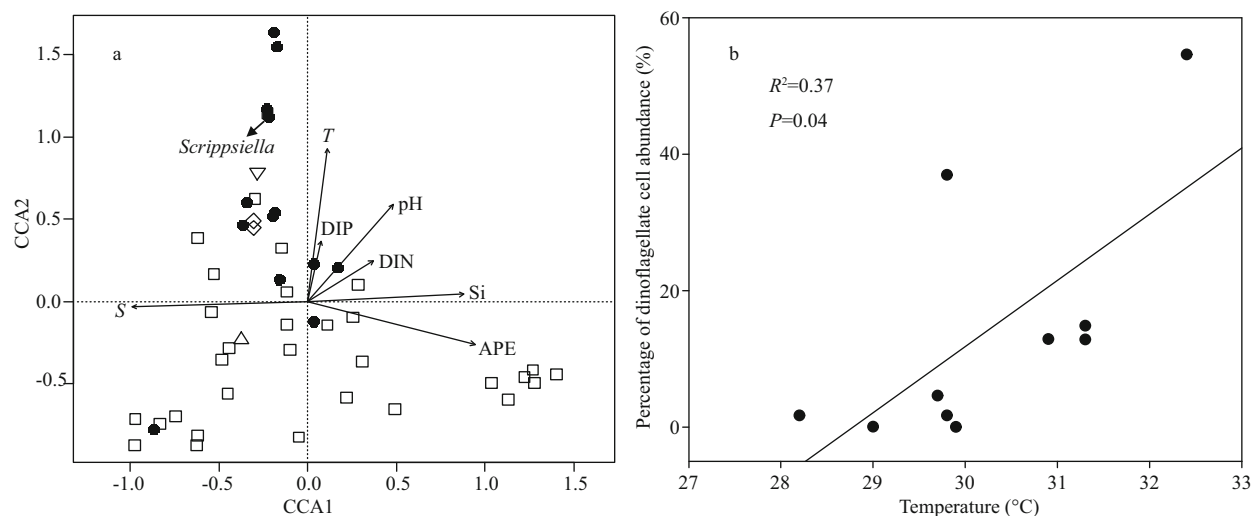 a
1.5
1.0
0.5
0.0
-0.5
CCA2
-1.0
-0.5
0.0
0.5
1.0
1.5
CCA1
Scrippsiella
T
pH
DIP
DIN
Si
S
APE
b
R²=0.37
P=0.04
60
40
20
0
Percentage of dinoflagellate cell abundance (%)
27
28
29
30
31
32
33
Temperature (°C)